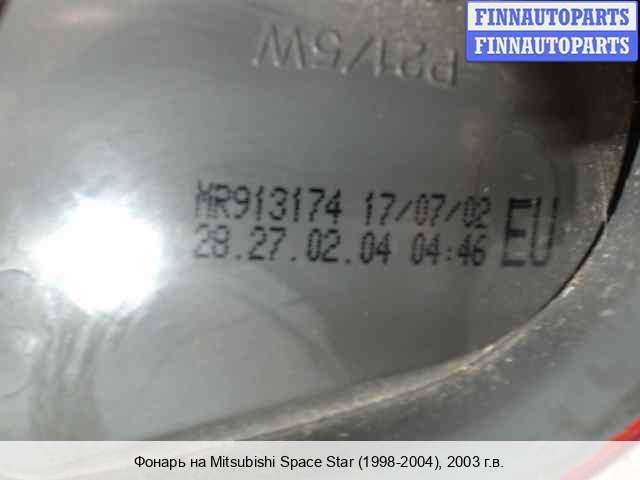 FINNAUTOPARTS
FINNAUTOPARTS
P21/5W
MR913174 17/07/02
28.27.02.04 04:46 EU
Фонарь на Mitsubishi Space Star (1998-2004), 2003 г.в.